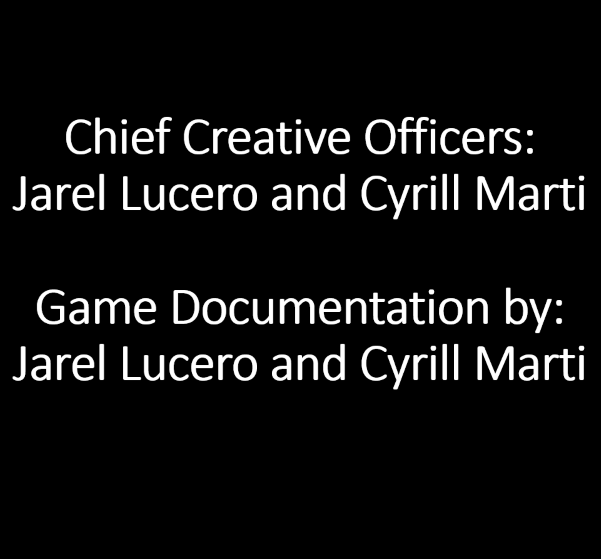 Chief Creative Officers:
Jarel Lucero and Cyrill Marti
Game Documentation by:
Jarel Lucero and Cyrill Marti